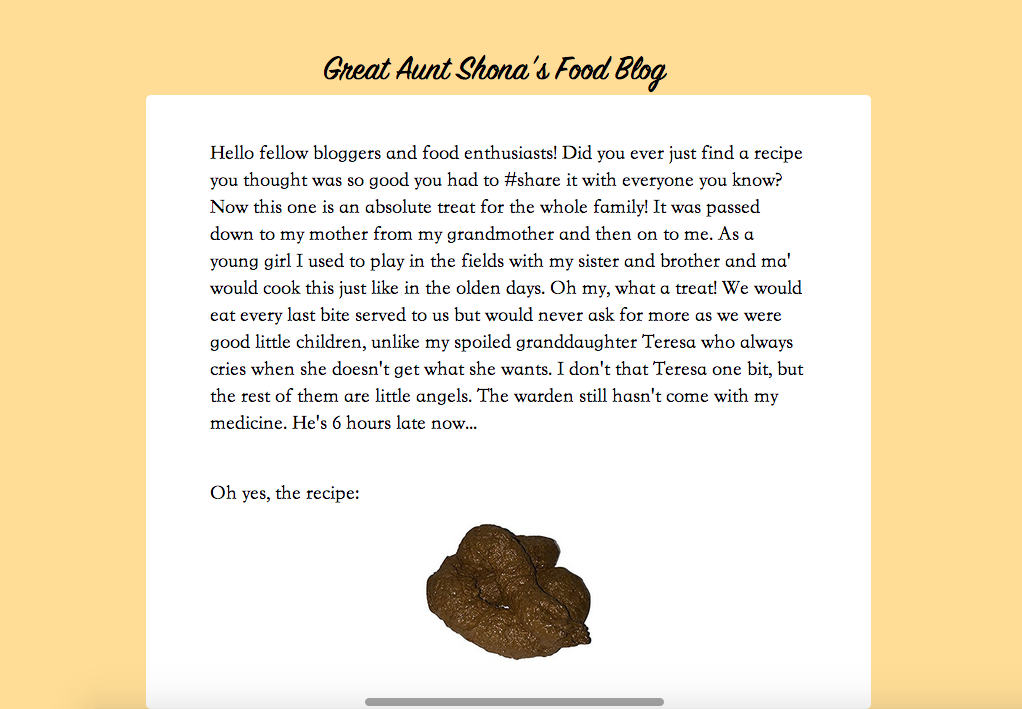 Great Aunt Shona's Food Blog
Hello fellow bloggers and food enthusiasts! Did you ever just find a recipe
you thought was so good you had to #share it with everyone you know?
Now this one is an absolute treat for the whole family! It was passed
down to my mother from my grandmother and then on to me. As a
young girl I used to play in the fields with my sister and brother and ma'
would cook this just like in the olden days. Oh my, what a treat! We would
eat every last bite served to us but would never ask for more as we were
good little children, unlike my spoiled granddaughter Teresa who always
cries when she doesn't get what she wants. I don't that Teresa one bit, but
the rest of them are little angels. The warden still hasn't come with my
medicine. He's 6 hours late now...
Oh yes, the recipe: